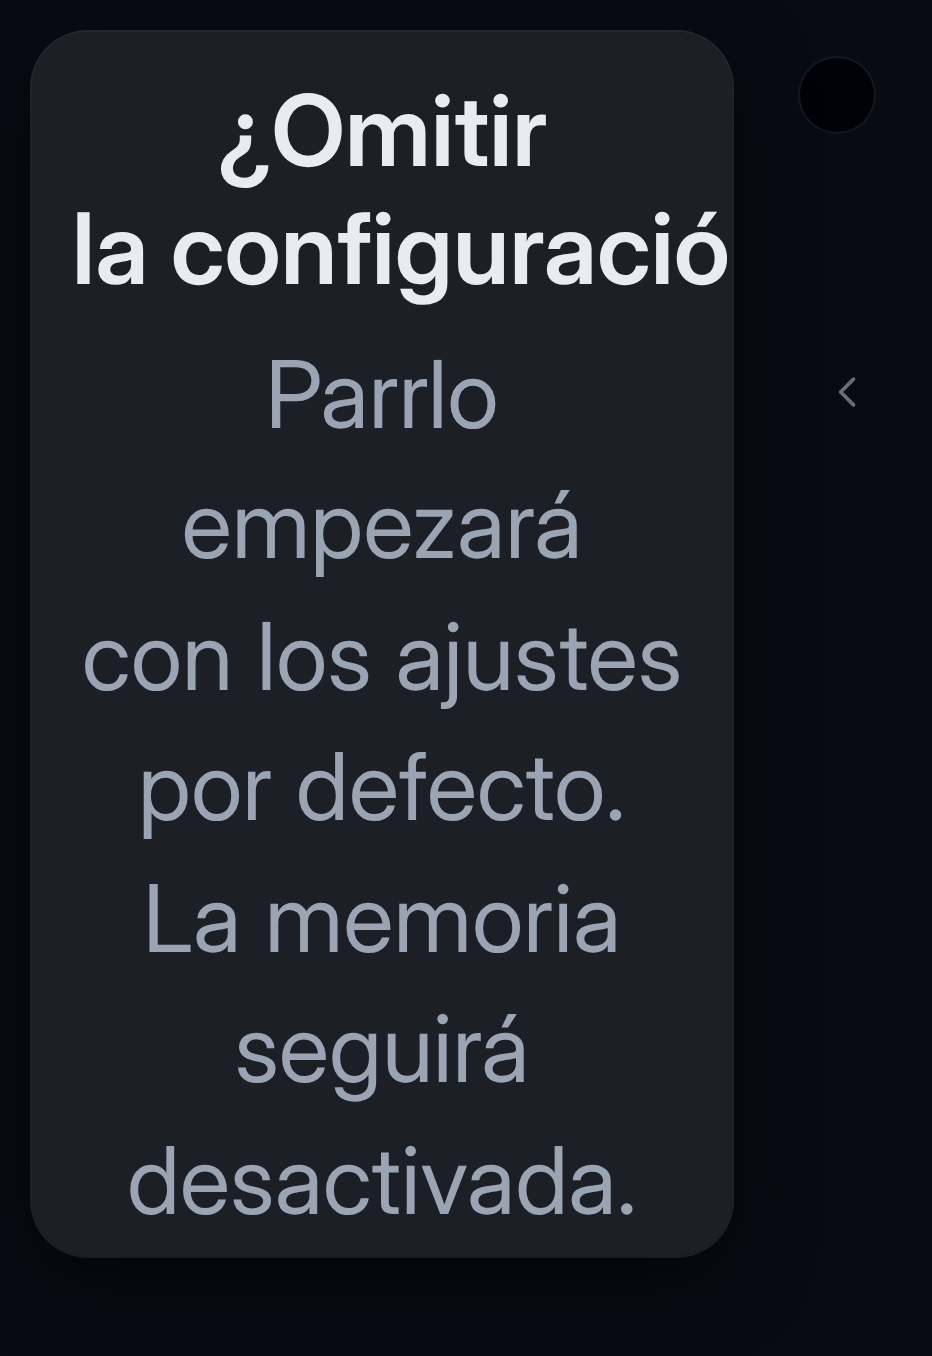 ¿Omitir
la configuració
Parrlo
empezará
con los ajustes
por defecto.
La memoria
seguirá
desactivada.